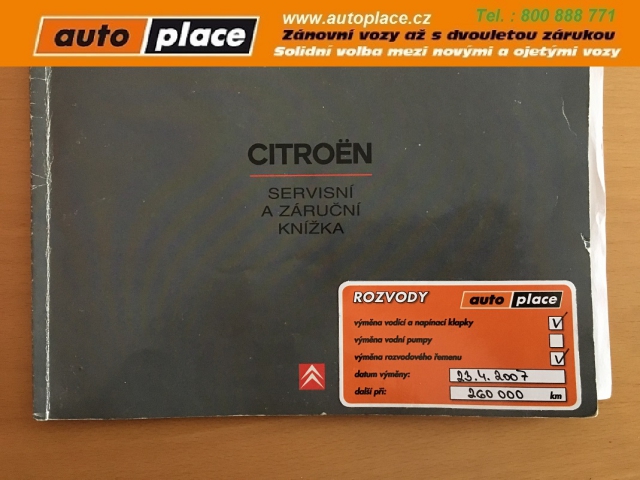 auto place
www.autoplace.cz
Tel. : 800 888 771
Zánovní vozy až s dvouletou zárukou
Solidní volba mezi novými a ojetými vozy
CITROËN
SERVISNÍ
A ZÁRUČNÍ
KNÍŽKA
ROZVODY
auto place
výměna vodící a napínací klapky
výměna vodní pumpy
výměna rozvodového řemenu
datum výměny: 23.4.2007
další při: 260 000 km